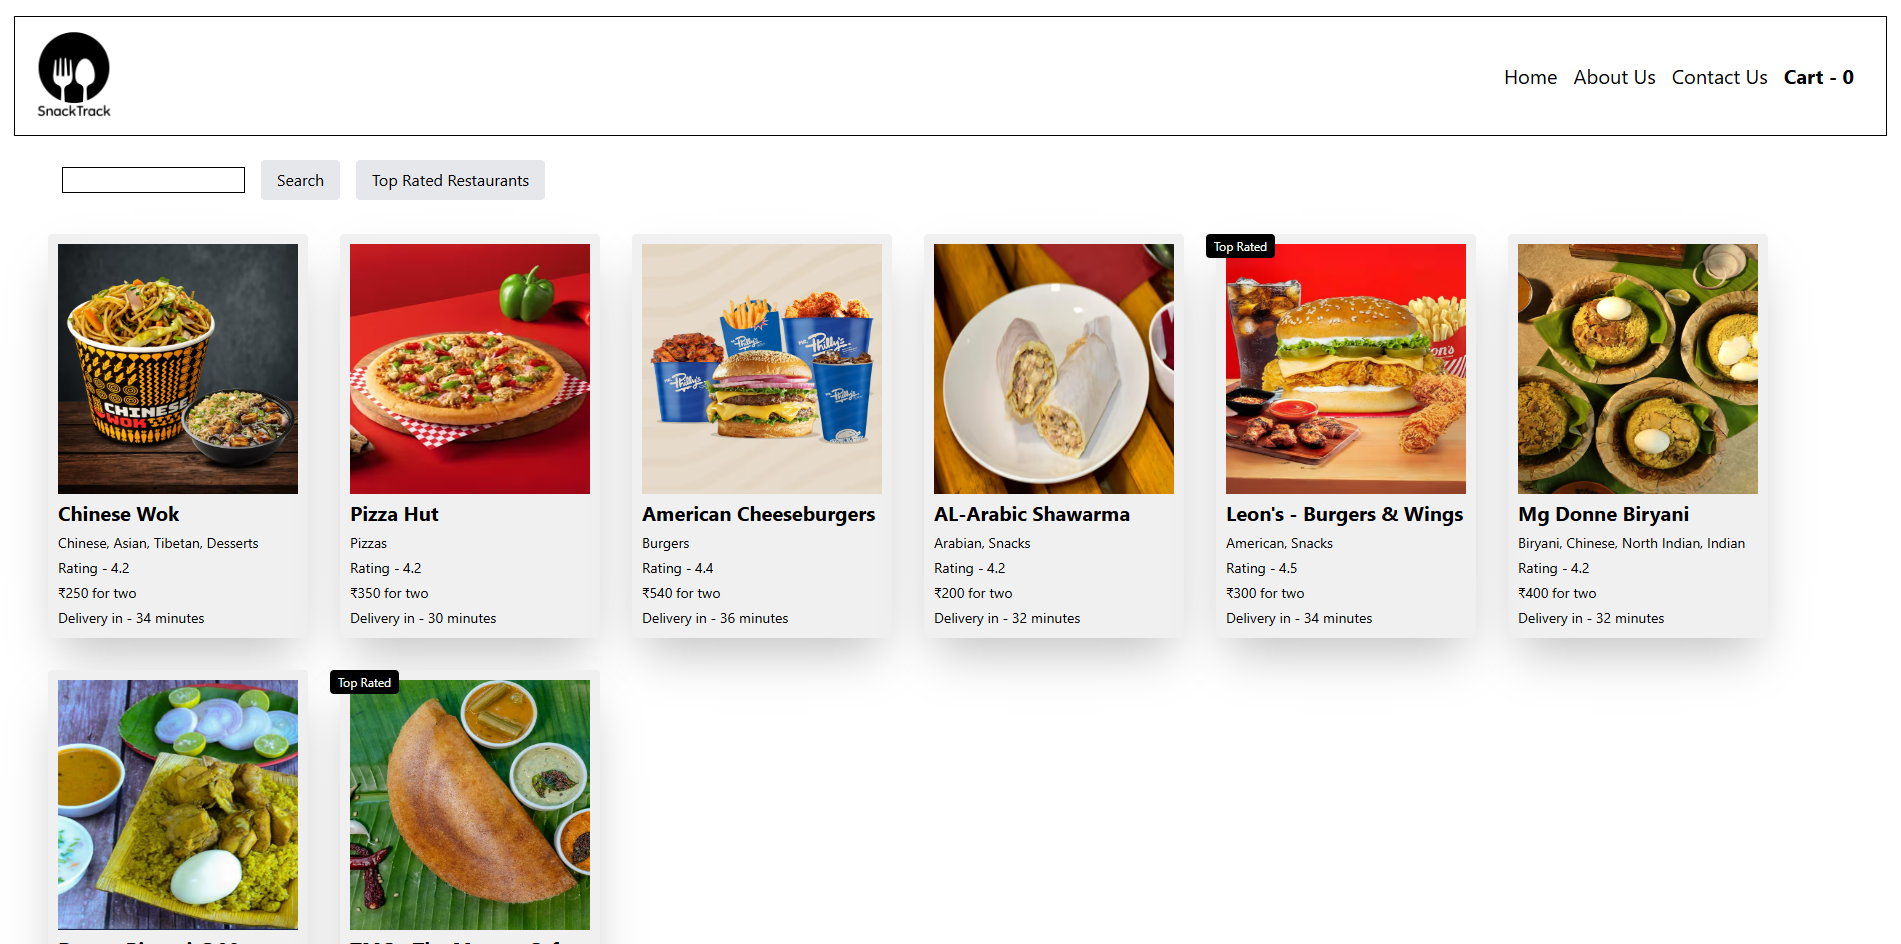 SnackTrack
Home About Us Contact Us Cart - 0
Search Top Rated Restaurants
CHINESE
WOK
Philly's
Philly's
Philly's
Philly's
Top Rated
Chinese Wok
Chinese, Asian, Tibetan, Desserts
Rating - 4.2
₹250 for two
Delivery in - 34 minutes
Pizza Hut
Pizzas
Rating - 4.2
₹350 for two
Delivery in - 30 minutes
American Cheeseburgers
Burgers
Rating - 4.4
₹540 for two
Delivery in - 36 minutes
AL-Arabic Shawarma
Arabian, Snacks
Rating - 4.2
₹200 for two
Delivery in - 32 minutes
Leon's - Burgers & Wings
American, Snacks
Rating - 4.5
₹300 for two
Delivery in - 34 minutes
Mg Donne Biryani
Biryani, Chinese, North Indian, Indian
Rating - 4.2
₹400 for two
Delivery in - 32 minutes
Top Rated